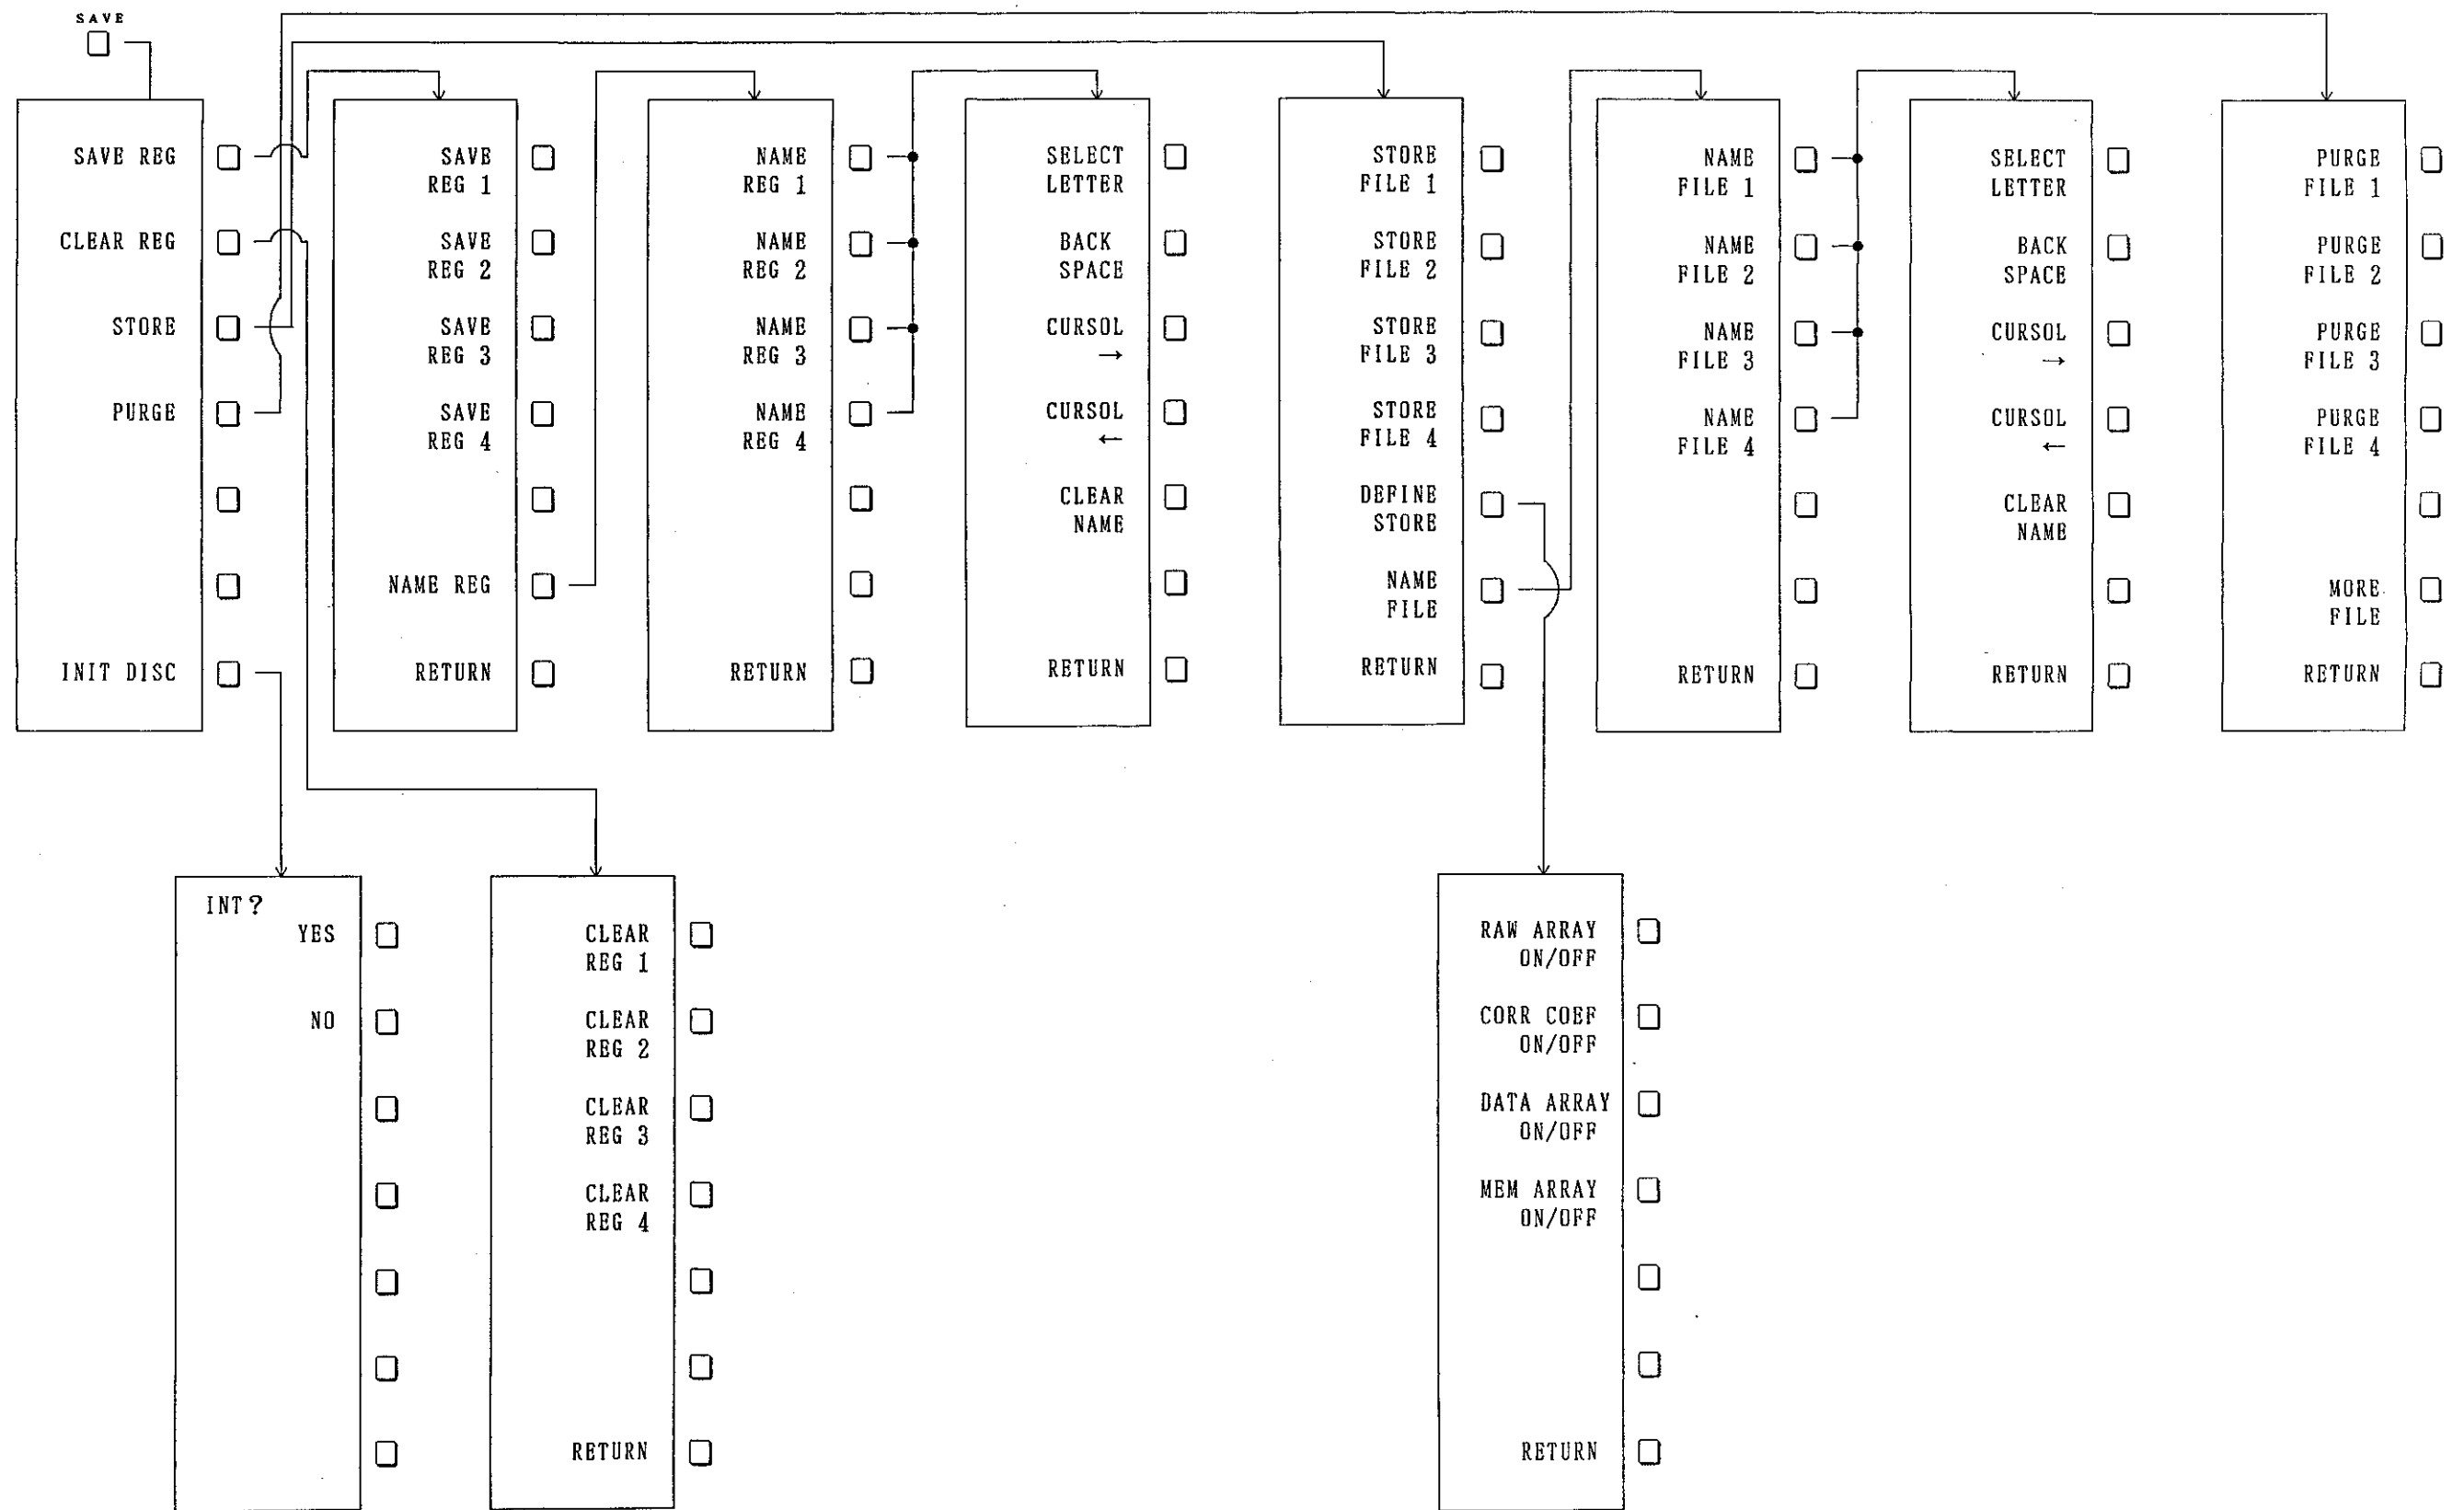 SAVE
SAVE REG
CLEAR REG
STORE
PURGE
INIT DISC
SAVE
REG 1
SAVE
REG 2
SAVE
REG 3
SAVE
REG 4
NAME REG
RETURN
NAME
REG 1
NAME
REG 2
NAME
REG 3
NAME
REG 4
RETURN
SELECT
LETTER
BACK
SPACE
CURSOL
→
CURSOL
←
CLEAR
NAME
RETURN
STORE
FILE 1
STORE
FILE 2
STORE
FILE 3
STORE
FILE 4
DEFINE
STORE
NAME
FILE
RETURN
NAME
FILE 1
NAME
FILE 2
NAME
FILE 3
NAME
FILE 4
RETURN
SELECT
LETTER
BACK
SPACE
CURSOL
→
CURSOL
←
CLEAR
NAME
RETURN
PURGE
FILE 1
PURGE
FILE 2
PURGE
FILE 3
PURGE
FILE 4
MORE
FILE
RETURN
INT?
YES
NO
CLEAR
REG 1
CLEAR
REG 2
CLEAR
REG 3
CLEAR
REG 4
RETURN
RAW ARRAY
ON/OFF
CORR COEF
ON/OFF
DATA ARRAY
ON/OFF
MEM ARRAY
ON/OFF
RETURN